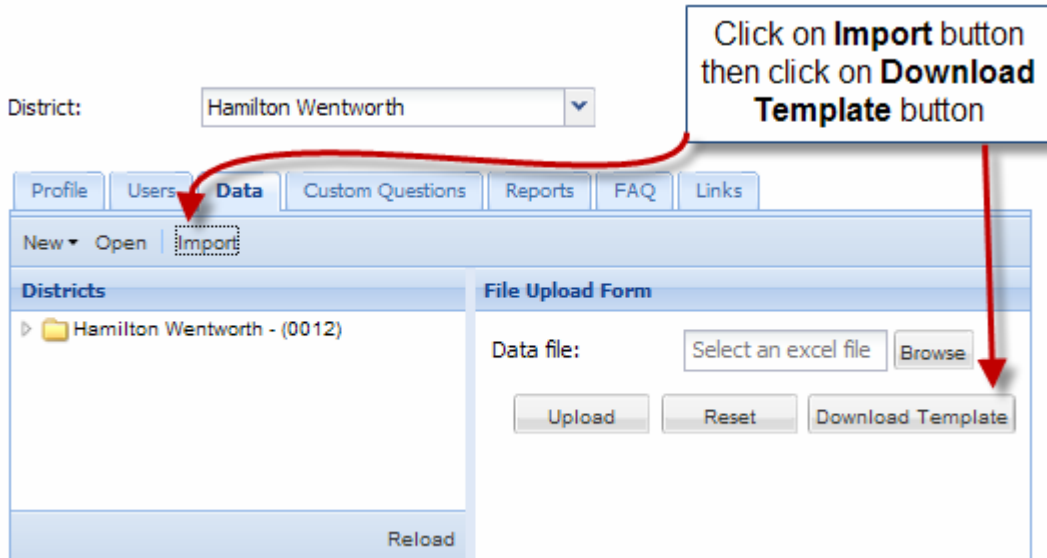 Click on Import button
then click on Download
Template button
District:
Hamilton Wentworth
Profile
Users
Data
Custom Questions
Reports
FAQ
Links
New
Open
Import
Districts
File Upload Form
Hamilton Wentworth - (0012)
Data file:
Select an excel file
Browse
Upload
Reset
Download Template
Reload